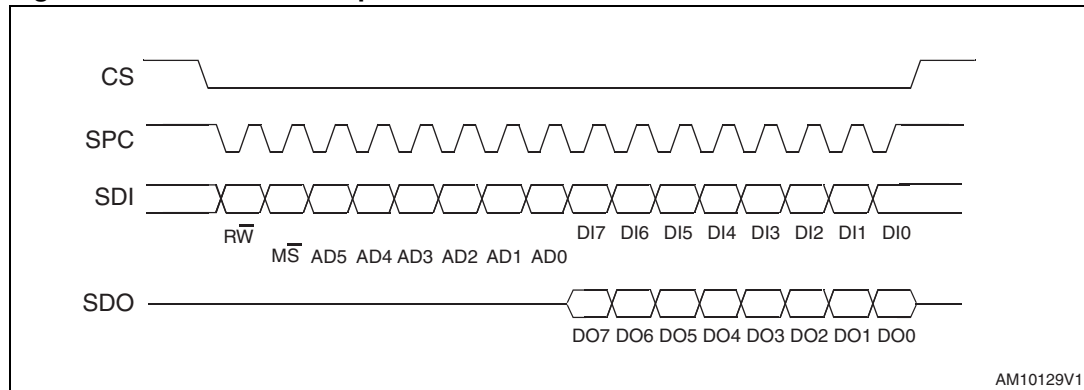 CS
SPC
SDI
DI7 DI6 DI5 DI4 DI3 DI2 DI1 DI0
RW̅
MS̅ AD5 AD4 AD3 AD2 AD1 AD0
SDO
DO7 DO6 DO5 DO4 DO3 DO2 DO1 DO0
AM10129V1